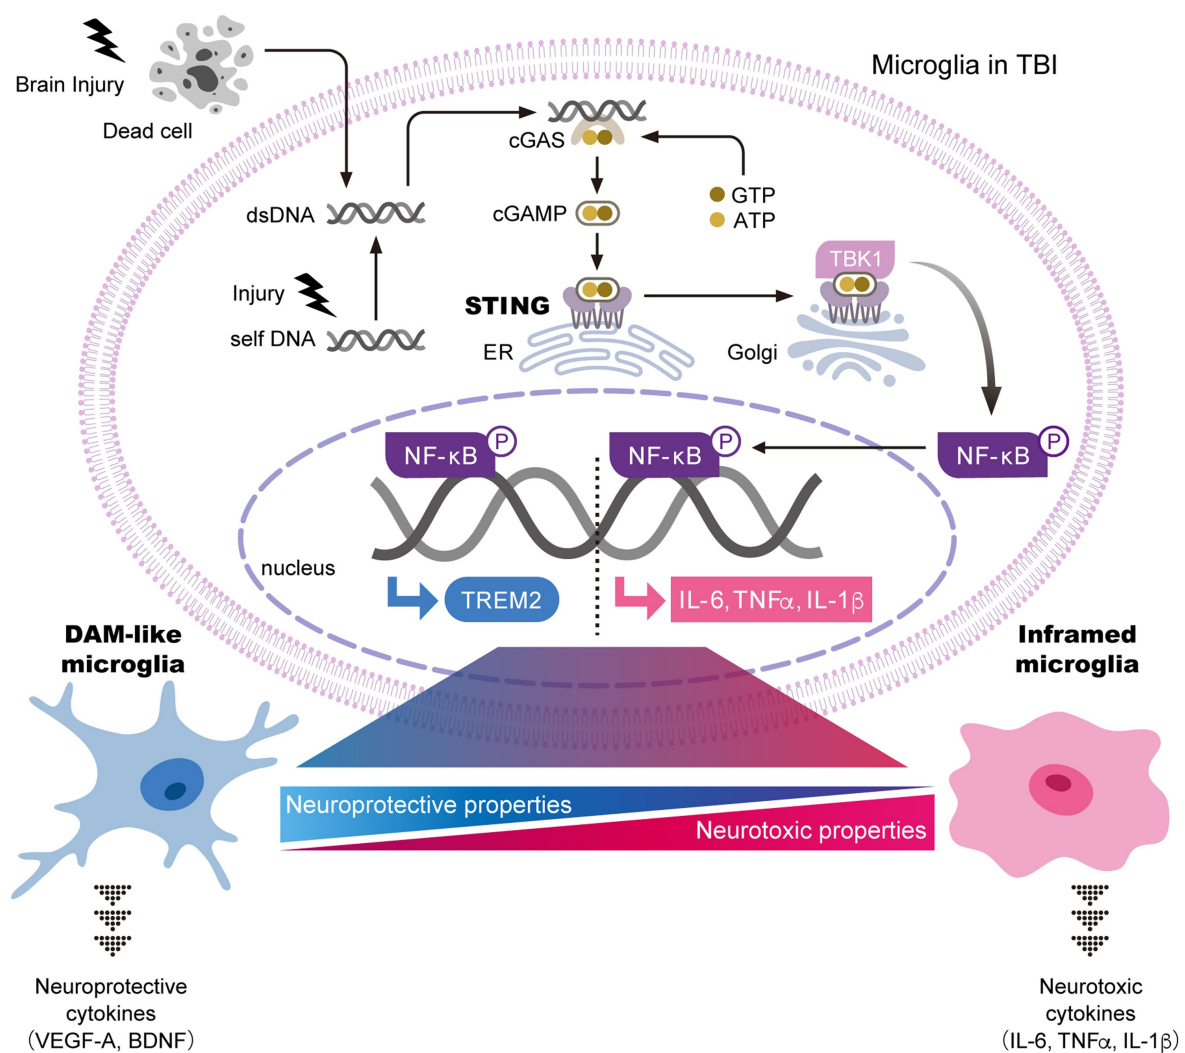 Brain Injury
Dead cell
Microglia in TBI
cGAS
GTP
ATP
dsDNA
cGAMP
TBK1
Injury
STING
self DNA
ER
Golgi
NF-κB
P
NF-κB
P
NF-κB
P
nucleus
TREM2
IL-6, TNFα, IL-1β
DAM-like
microglia
Inframed
microglia
Neuroprotective properties
Neurotoxic properties
Neuroprotective
cytokines
(VEGF-A, BDNF)
Neurotoxic
cytokines
(IL-6, TNFα, IL-1β)